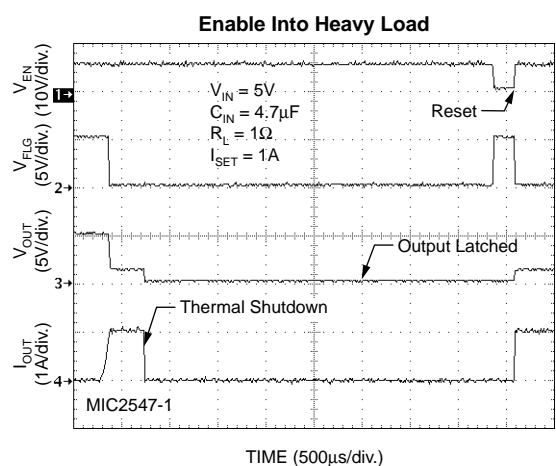 Enable Into Heavy Load
V_EN
(10V/div.)
V_FLG
(5V/div.)
V_OUT
(5V/div.)
I_OUT
(1A/div.)
1
2
3
4
V_IN = 5V
C_IN = 4.7µF
R_L = 1Ω
I_SET = 1A
Reset
Output Latched
Thermal Shutdown
MIC2547-1
TIME (500µs/div.)